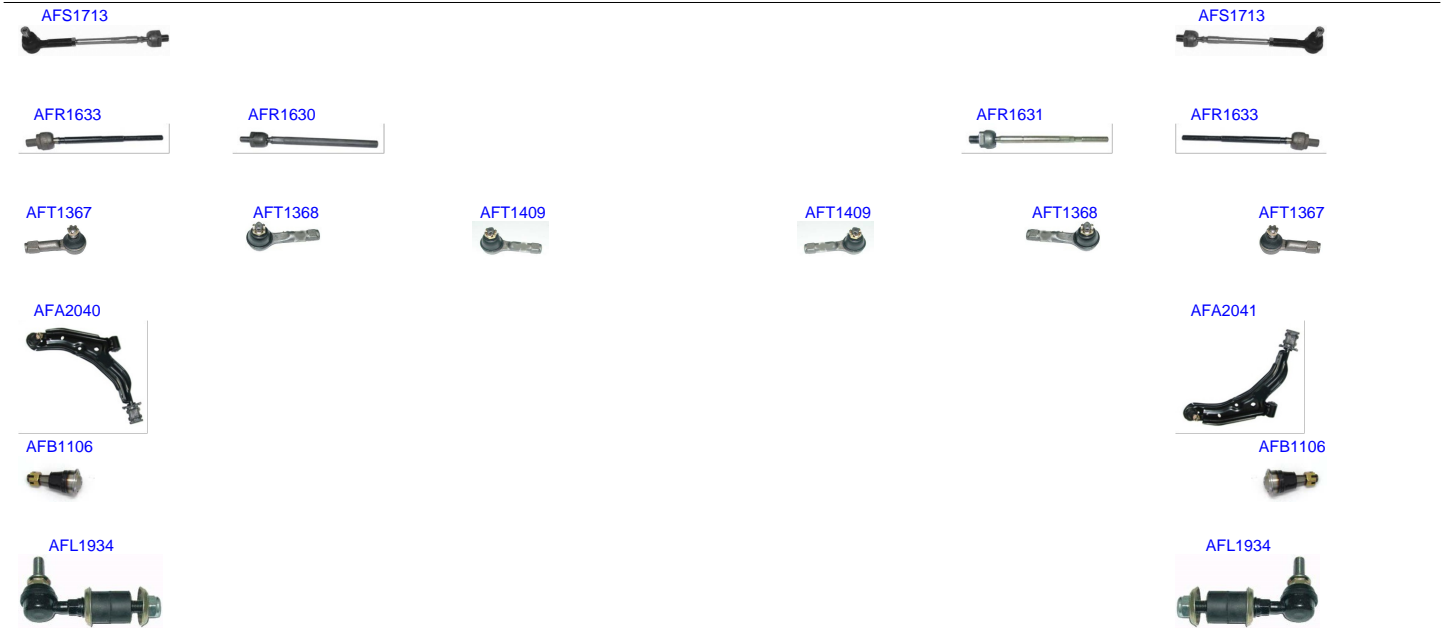 AFS1713 AFS1713
AFR1633 AFR1630 AFR1631 AFR1633
AFT1367 AFT1368 AFT1409 AFT1409 AFT1368 AFT1367
AFA2040 AFA2041
AFB1106 AFB1106
AFL1934 AFL1934